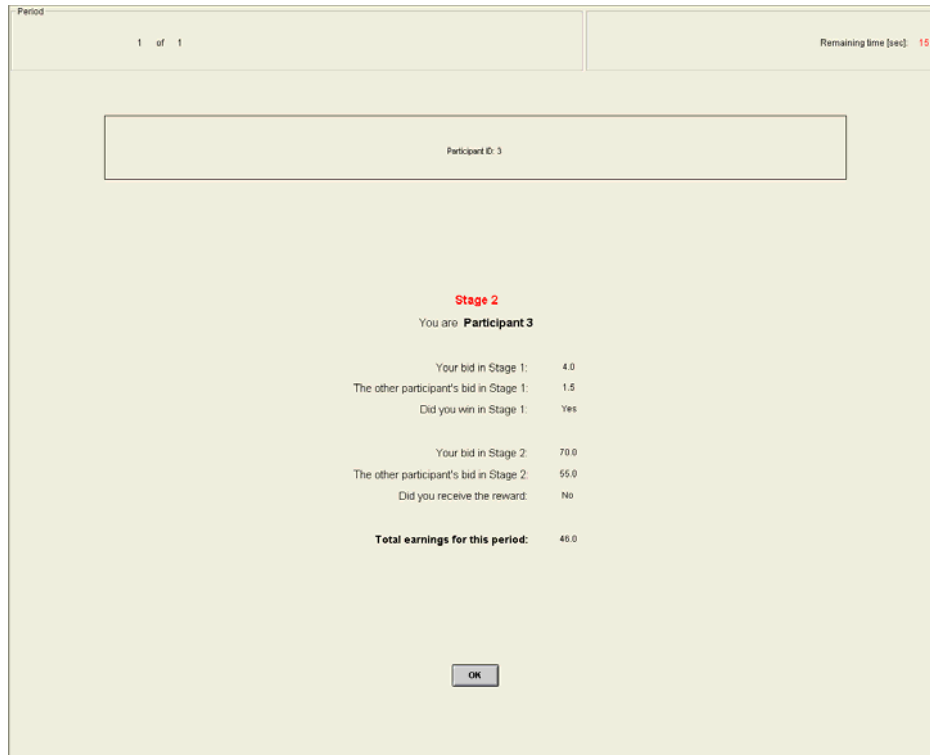 Period
1 of 1
Remaining time [sec]: 15
Participant ID: 3
Stage 2
You are Participant 3
Your bid in Stage 1: 4.0
The other participant's bid in Stage 1: 1.5
Did you win in Stage 1: Yes
Your bid in Stage 2: 70.0
The other participant's bid in Stage 2: 55.0
Did you receive the reward: No
Total earnings for this period: 46.0
OK